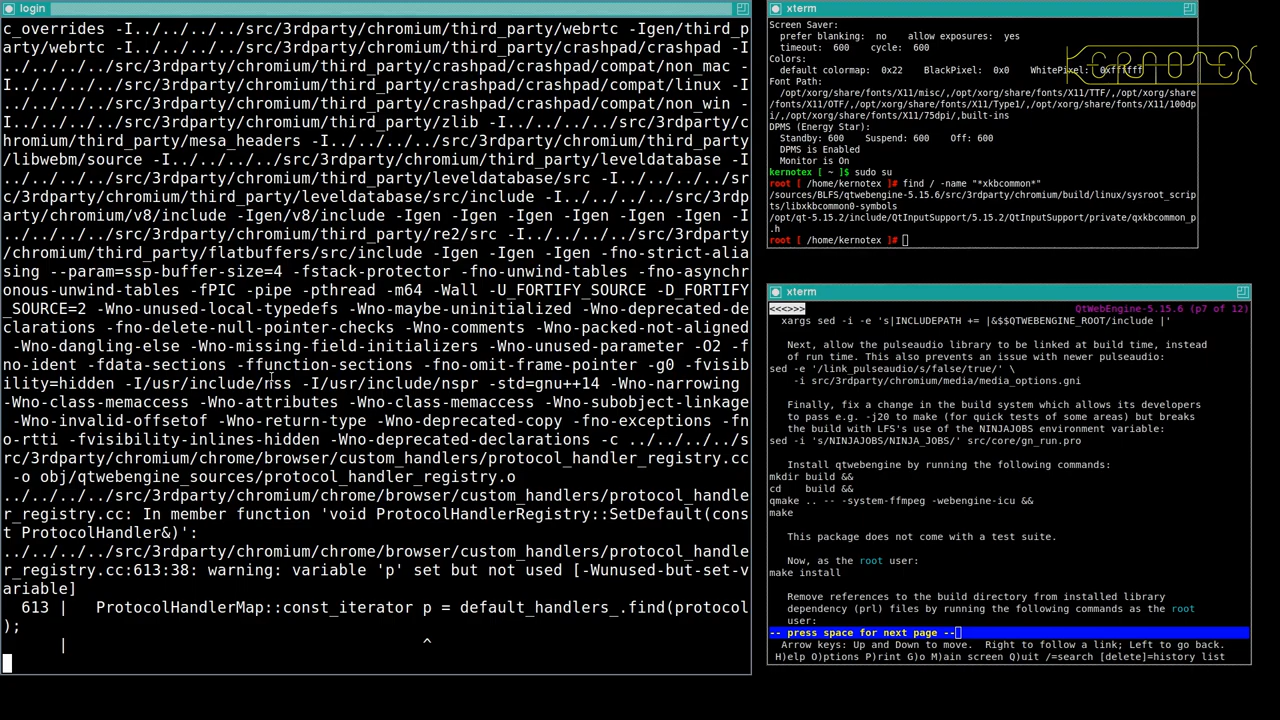 login
c_overrides -I../../../../src/3rdparty/chromium/third_party/webrtc -Igen/third_p
arty/webrtc -I../../../../src/3rdparty/chromium/third_party/crashpad/crashpad -I
../../../../src/3rdparty/chromium/third_party/crashpad/crashpad/compat/non_mac -
I../../../../src/3rdparty/chromium/third_party/crashpad/crashpad/compat/linux -I
../../../../src/3rdparty/chromium/third_party/crashpad/crashpad/compat/non_win -
I../../../../src/3rdparty/chromium/third_party/zlib -I../../../../src/3rdparty/c
hromium/third_party/mesa_headers -I../../../../src/3rdparty/chromium/third_party
/libwebm/source -I../../../../src/3rdparty/chromium/third_party/leveldatabase -I
../../../../src/3rdparty/chromium/third_party/leveldatabase/src -I../../../../sr
c/3rdparty/chromium/third_party/leveldatabase/src/include -I../../../../src/3rdp
arty/chromium/v8/include -Igen/v8/include -Igen -Igen -Igen -I../../../../src/3r
dparty/chromium/third_party/re2/src -I../../../../src/3rdparty/chromium/third_party
/flatbuffers/src/include -Igen -Igen -Igen -Igen -Igen -Igen -fno-strict-alia
sing --param=ssp-buffer-size=4 -fstack-protector -fno-unwind-tables -fno-asynchr
onous-unwind-tables -fPIC -pipe -pthread -m64 -Wall -U_FORTIFY_SOURCE -D_FORTIFY
_SOURCE=2 -Wno-unused-local-typedefs -Wno-maybe-uninitialized -Wno-deprecated-de
clarations -fno-delete-null-pointer-checks -Wno-comments -Wno-packed-not-aligned
-Wno-dangling-else -Wno-missing-field-initializers -Wno-unused-parameter -O2 -f
no-ident -fdata-sections -ffunction-sections -fno-omit-frame-pointer -g0 -fvisib
ility=hidden -I/usr/include/nss -I/usr/include/nspr -std=gnu++14 -Wno-narrowing
-Wno-class-memaccess -Wno-attributes -Wno-class-memaccess -Wno-subobject-linkage
-Wno-invalid-offsetof -Wno-return-type -Wno-deprecated-copy -fno-exceptions -fn
o-rtti -fvisibility-inlines-hidden -Wno-deprecated-declarations -c ../../../../s
rc/3rdparty/chromium/chrome/browser/custom_handlers/protocol_handler_registry.cc
-o obj/qtwebengine_sources/protocol_handler_registry.o
../../../../src/3rdparty/chromium/chrome/browser/custom_handlers/protocol_handle
r_registry.cc: In member function 'void ProtocolHandlerRegistry::SetDefault(cons
t ProtocolHandler&)':
../../../../src/3rdparty/chromium/chrome/browser/custom_handlers/protocol_handle
r_registry.cc:613:38: warning: variable 'p' set but not used [-Wunused-but-set-v
ariable]
613 |   ProtocolHandlerMap::const_iterator p = default_handlers_.find(protocol
);
|                                      ^
xterm
Screen Saver:
prefer blanking:  no    allow exposures:  yes
timeout:  600    cycle:  600
Colors:
default colormap:  0x22    BlackPixel:  0x0    WhitePixel:  0xffffff
Font Path:
/opt/xorg/share/fonts/X11/misc/,/opt/xorg/share/fonts/X11/TTF/,/opt/xorg/share
/fonts/X11/OTF/,/opt/xorg/share/fonts/X11/Type1/,/opt/xorg/share/fonts/X11/100dp
i/,/opt/xorg/share/fonts/X11/75dpi/,built-ins
DPMS (Energy Star):
Standby: 600    Suspend: 600    Off: 600
DPMS is Enabled
Monitor is On
kernotex [ ~ ]$ sudo su
root [ /home/kernotex ]# find / -name "*xkbcommon*"
/sources/BLFS/qtwebengine-5.15.6/src/3rdparty/chromium/build/linux/sysroot_scrip
ts/libxkbcommon0-symbols
/opt/qt-5.15.2/include/QtInputSupport/5.15.2/QtInputSupport/private/qxkbcommon_p
.h
root [ /home/kernotex ]#
KERNOTEX
xterm
<<<>>> QtWebEngine-5.15.6 (p7 of 12)
xargs sed -i -e 's|INCLUDEPATH += |&$$QTWEBENGINE_ROOT/include |'
Next, allow the pulseaudio library to be linked at build time, instead
of run time. This also prevents an issue with newer pulseaudio:
sed -e '/link_pulseaudio/s/false/true/' \
-i src/3rdparty/chromium/media/media_options.gni
Finally, fix a change in the build system which allows its developers
to pass e.g. -j20 to make (for quick tests of some areas) but breaks
the build with LFS's use of the NINJAJOBS environment variable:
sed -i 's/NINJAJOBS/NINJA_JOBS/' src/core/gn_run.pro
Install qtwebengine by running the following commands:
mkdir build &&
cd    build &&
qmake .. -- -system-ffmpeg -webengine-icu &&
make
This package does not come with a test suite.
Now, as the root user:
make install
Remove references to the build directory from installed library
dependency (prl) files by running the following commands as the root
user:
-- press space for next page --
Arrow keys: Up and Down to move.  Right to follow a link; Left to go back.
H)elp O)ptions P)rint G)o M)ain screen Q)uit /=search [delete]=history list